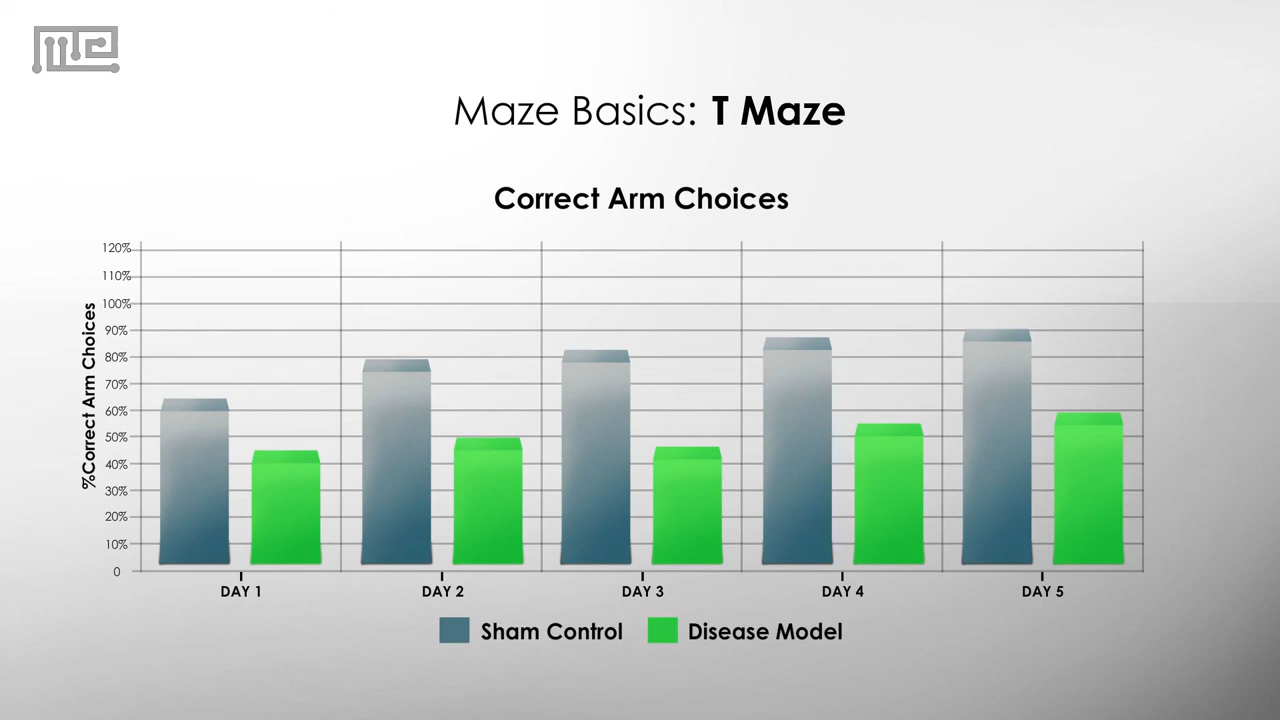 Maze Basics: T Maze
Correct Arm Choices
%Correct Arm Choices
120%
110%
100%
90%
80%
70%
60%
50%
40%
30%
20%
10%
0
DAY 1 DAY 2 DAY 3 DAY 4 DAY 5
Sham Control Disease Model